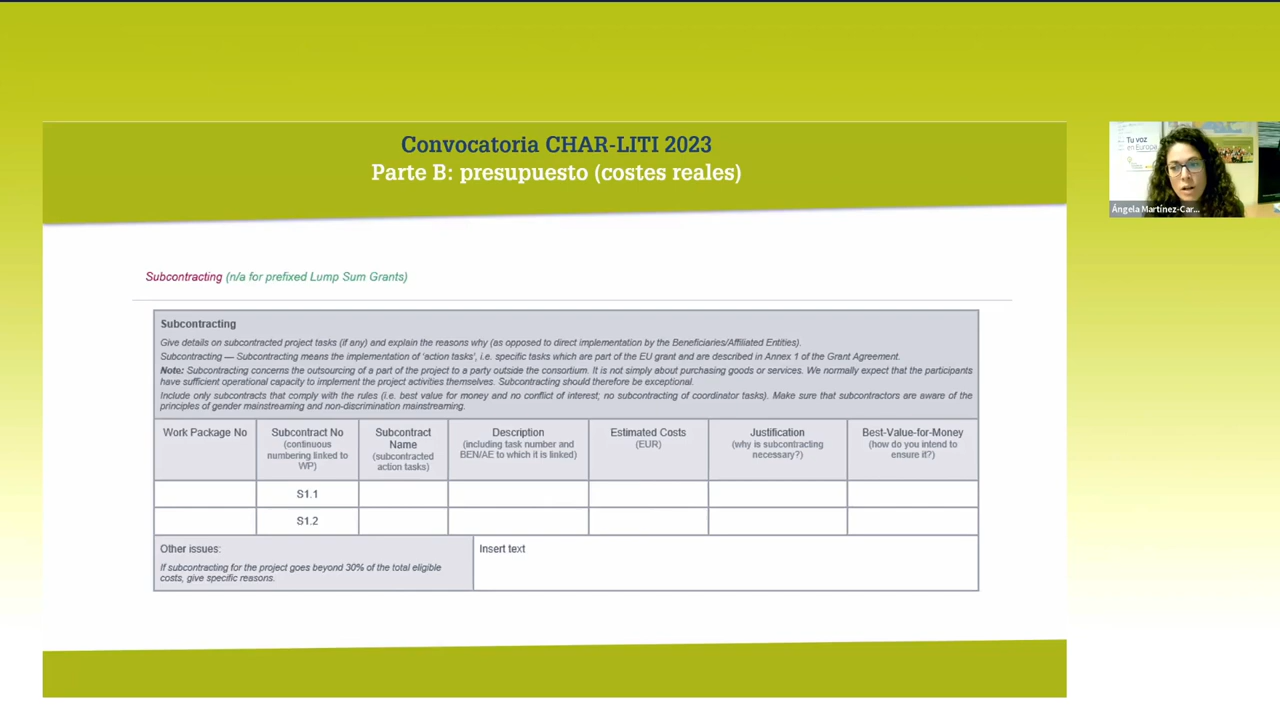 Convocatoria CHAR-LITI 2023
Parte B: presupuesto (costes reales)
Tu voz
en Europa
Ángela Martínez-Car...
Subcontracting (n/a for prefixed Lump Sum Grants)
Subcontracting
Give details on subcontracted project tasks (if any) and explain the reasons why (as opposed to direct implementation by the Beneficiaries/Affiliated Entities).
Subcontracting — Subcontracting means the implementation of 'action tasks', i.e. specific tasks which are part of the EU grant and are described in Annex 1 of the Grant Agreement.
Note: Subcontracting concerns the outsourcing of a part of the project to a party outside the consortium. It is not simply about purchasing goods or services. We normally expect that the participants
have sufficient operational capacity to implement the project activities themselves. Subcontracting should therefore be exceptional.
Include only subcontracts that comply with the rules (i.e. best value for money and no conflict of interest; no subcontracting of coordinator tasks). Make sure that subcontractors are aware of the
principles of gender mainstreaming and non-discrimination mainstreaming.
Work Package No
Subcontract No
(continuous
numbering linked to
WP)
Subcontract
Name
(subcontracted
action tasks)
Description
(including task number and
BEN/AE to which it is linked)
Estimated Costs
(EUR)
Justification
(why is subcontracting
necessary?)
Best-Value-for-Money
(how do you intend to
ensure it?)
S1.1
S1.2
Other issues:
If subcontracting for the project goes beyond 30% of the total eligible
costs, give specific reasons.
Insert text